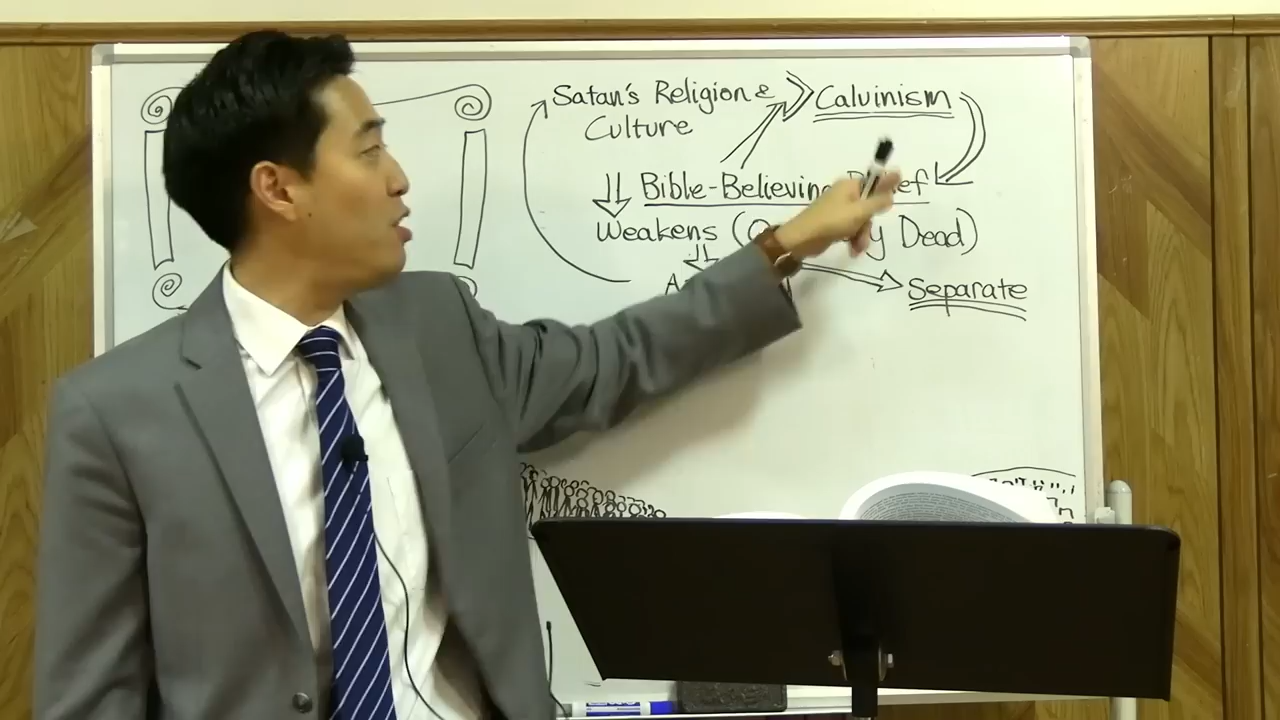 Satan's Religion & Calvinism
Culture
Bible-Believing
Weakens Dead)
Separate